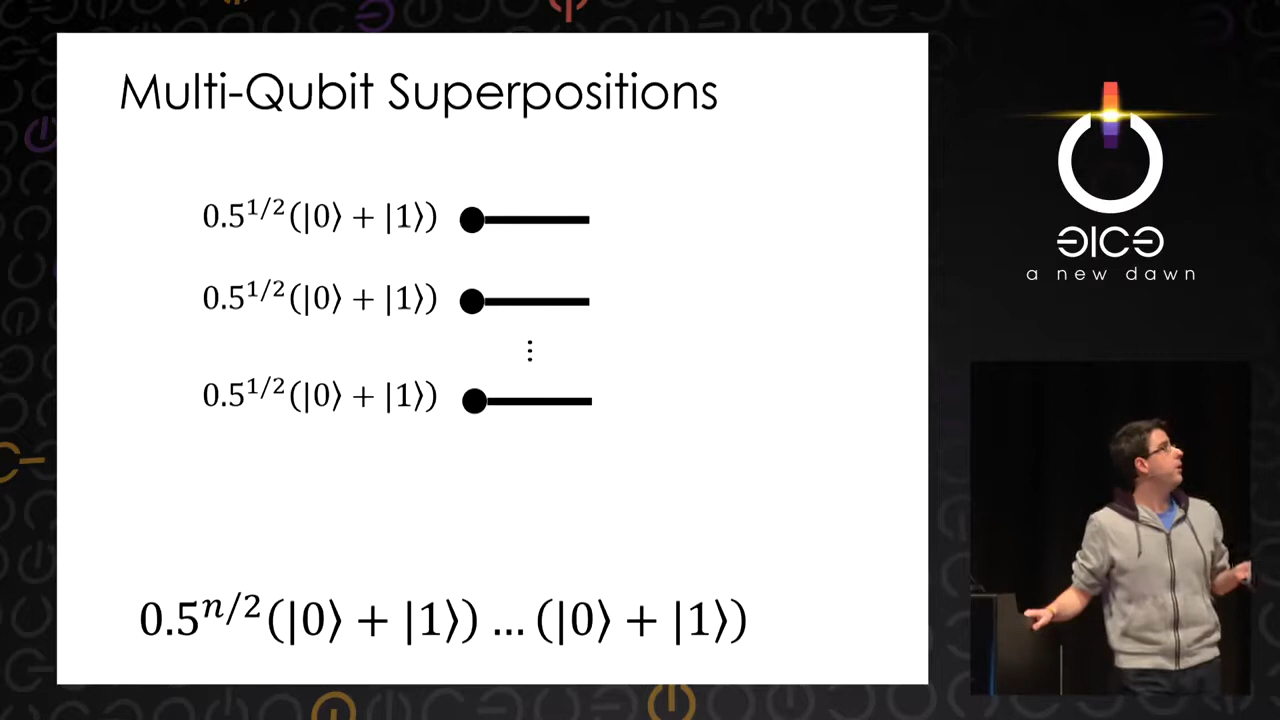 Multi-Qubit Superpositions
0.5^{1/2}(|0⟩ + |1⟩)
0.5^{1/2}(|0⟩ + |1⟩)
⋮
0.5^{1/2}(|0⟩ + |1⟩)
0.5^{n/2}(|0⟩ + |1⟩) … (|0⟩ + |1⟩)
a new dawn